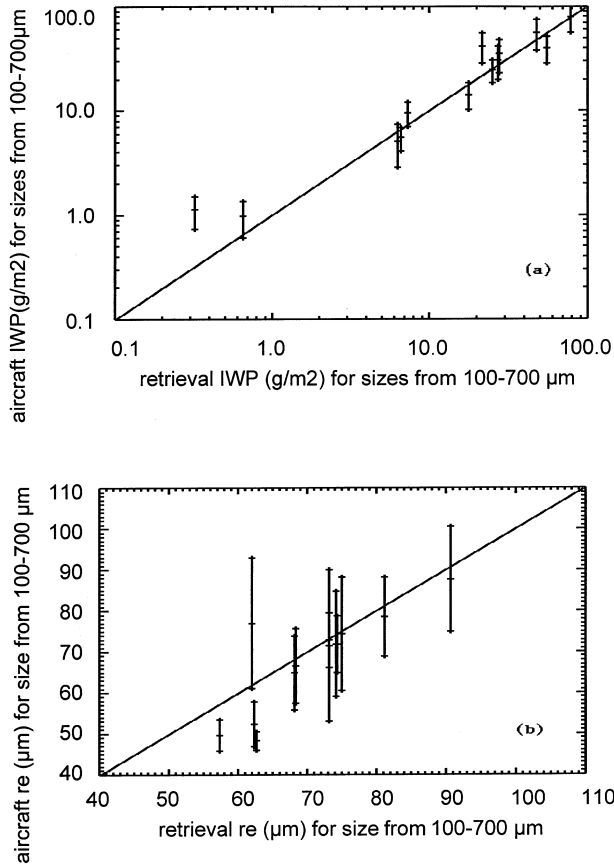 100.0
10.0
1.0
0.1
aircraft IWP(g/m2) for sizes from 100-700µm
(a)
0.1 1.0 10.0 100.0
retrieval IWP (g/m2) for sizes from 100-700 µm
110
100
90
80
70
60
50
40
aircraft re (µm) for size from 100-700 µm
(b)
40 50 60 70 80 90 100 110
retrieval re (µm) for size from 100-700 µm